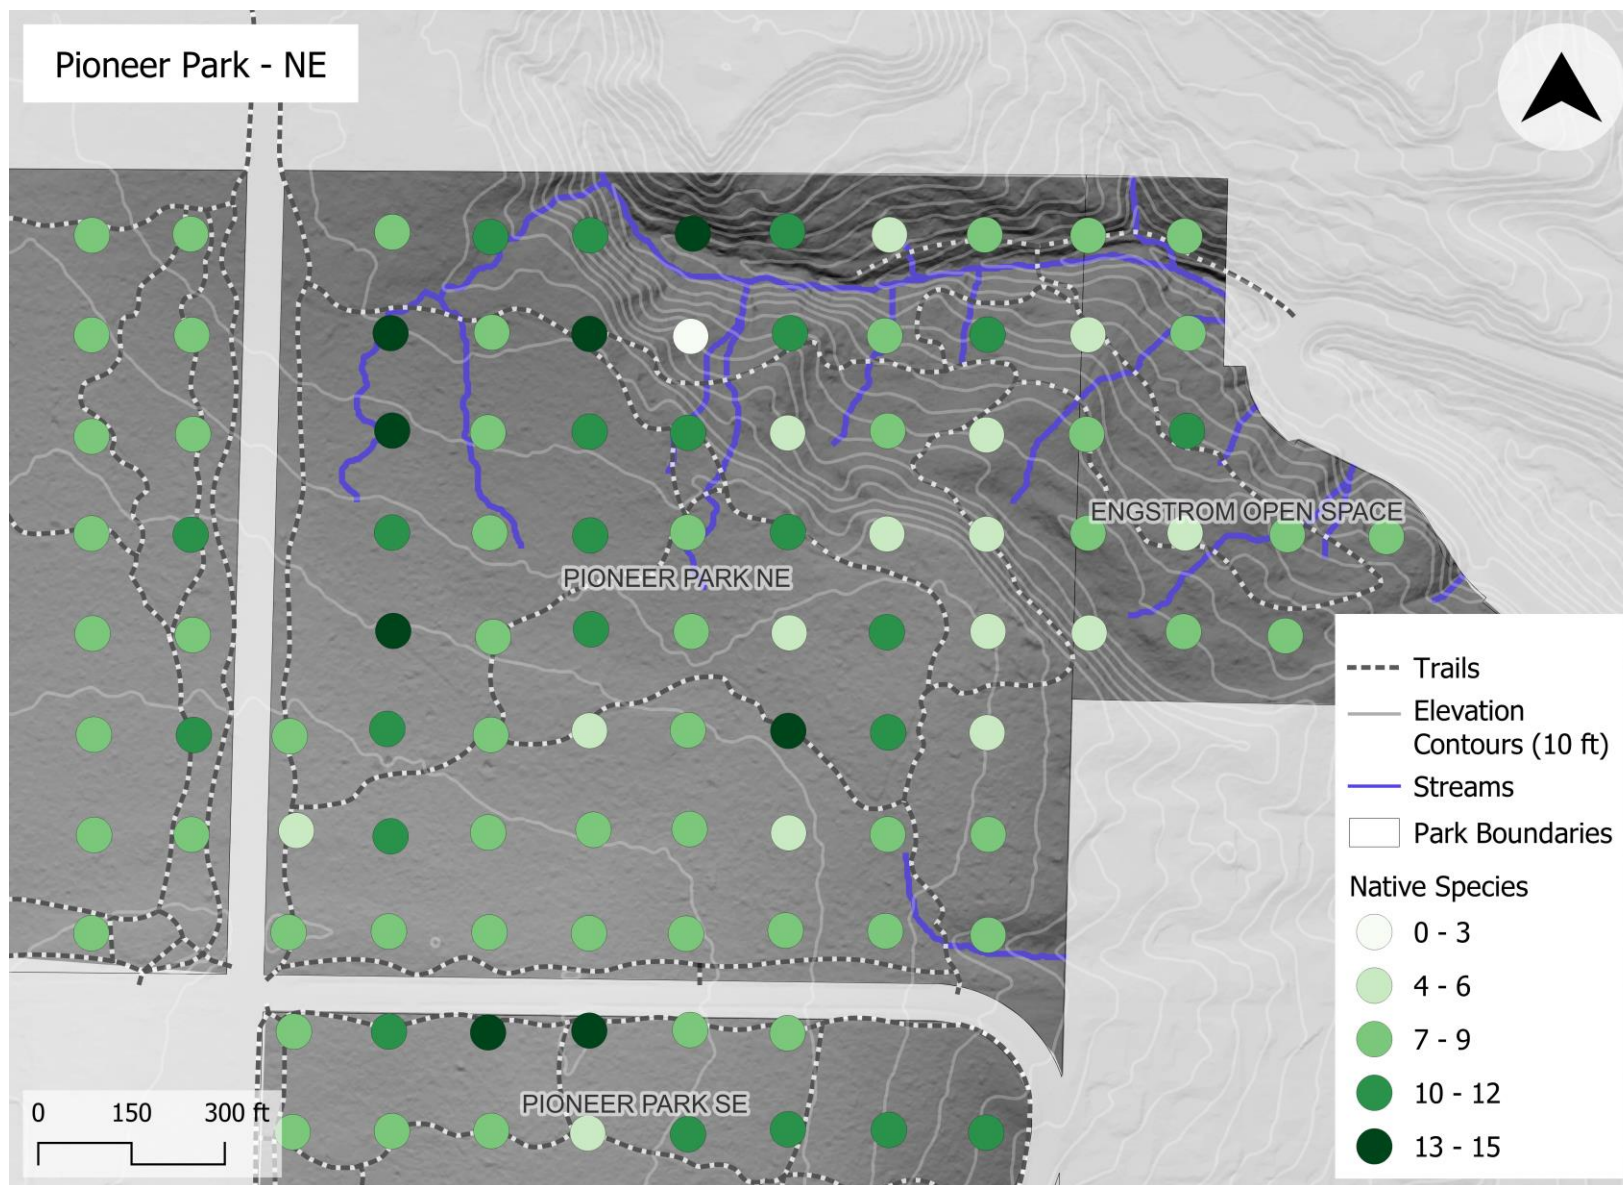 Pioneer Park - NE
ENGSTROM OPEN SPACE
PIONEER PARK NE
PIONEER PARK SE
0 150 300 ft
Trails
Elevation
Contours (10 ft)
Streams
Park Boundaries
Native Species
0 - 3
4 - 6
7 - 9
10 - 12
13 - 15